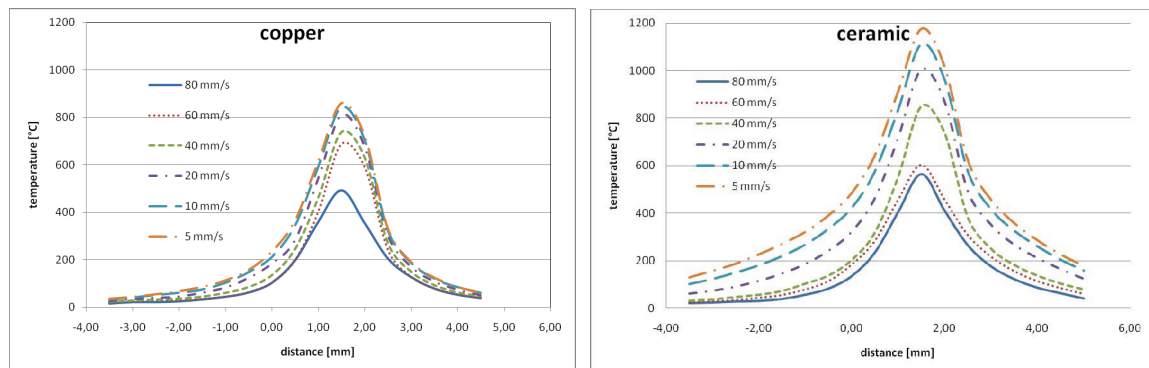 copper
1200
1000
800
600
400
200
0
temperature [°C]
80 mm/s
60 mm/s
40 mm/s
20 mm/s
10 mm/s
5 mm/s
-4,00 -3,00 -2,00 -1,00 0,00 1,00 2,00 3,00 4,00 5,00 6,00
distance [mm]
ceramic
1200
1000
800
600
400
200
0
temperature [°C]
80 mm/s
60 mm/s
40 mm/s
20 mm/s
10 mm/s
5 mm/s
-4,00 -2,00 0,00 2,00 4,00 6,00
distance [mm]